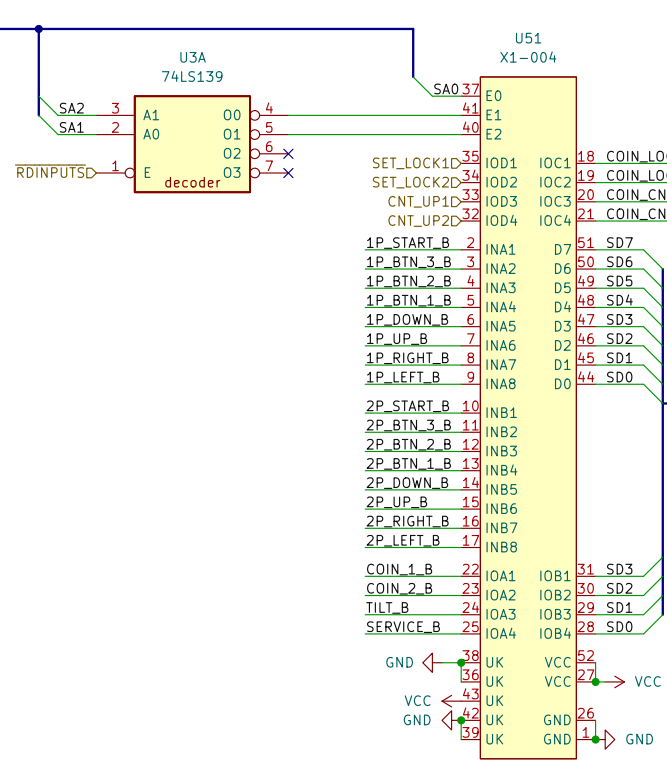 U51
X1-004
U3A
74LS139
SA0 37 E0
SA2 3 A1 O0 4 41 E1
SA1 2 A0 O1 5 40 E2
O2 6
RDINPUTS 1 E O3 7
decoder
SET_LOCK1 35 IOD1 IOC1 18 COIN_LO
SET_LOCK2 34 IOD2 IOC2 19 COIN_LO
CNT_UP1 33 IOD3 IOC3 20 COIN_CN
CNT_UP2 32 IOD4 IOC4 21 COIN_CN
1P_START_B 2 INA1 D7 51 SD7
1P_BTN_3_B 3 INA2 D6 50 SD6
1P_BTN_2_B 4 INA3 D5 49 SD5
1P_BTN_1_B 5 INA4 D4 48 SD4
1P_DOWN_B 6 INA5 D3 47 SD3
1P_UP_B 7 INA6 D2 46 SD2
1P_RIGHT_B 8 INA7 D1 45 SD1
1P_LEFT_B 9 INA8 D0 44 SD0
2P_START_B 10 INB1
2P_BTN_3_B 11 INB2
2P_BTN_2_B 12 INB3
2P_BTN_1_B 13 INB4
2P_DOWN_B 14 INB5
2P_UP_B 15 INB6
2P_RIGHT_B 16 INB7
2P_LEFT_B 17 INB8
COIN_1_B 22 IOA1 IOB1 31 SD3
COIN_2_B 23 IOA2 IOB2 30 SD2
TILT_B 24 IOA3 IOB3 29 SD1
SERVICE_B 25 IOA4 IOB4 28 SD0
GND 38 UK VCC 52
36 UK VCC 27 VCC
VCC 43 UK
GND 42 UK GND 26
39 UK GND 1 GND